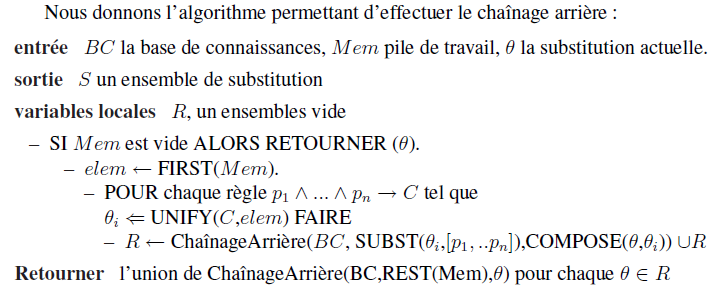 Nous donnons l'algorithme permettant d'effectuer le chaînage arrière :
entrée BC la base de connaissances, Mem pile de travail, θ la substitution actuelle.
sortie S un ensemble de substitution
variables locales R, un ensembles vide
– SI Mem est vide ALORS RETOURNER (θ).
– elem ← FIRST(Mem).
– POUR chaque règle p₁ ∧ ... ∧ pₙ → C tel que
θᵢ ⇐ UNIFY(C,elem) FAIRE
– R ← ChaînageArrière(BC, SUBST(θᵢ,[p₁, ..pₙ]),COMPOSE(θ,θᵢ)) ∪R
Retourner l'union de ChaînageArrière(BC,REST(Mem),θ) pour chaque θ ∈ R